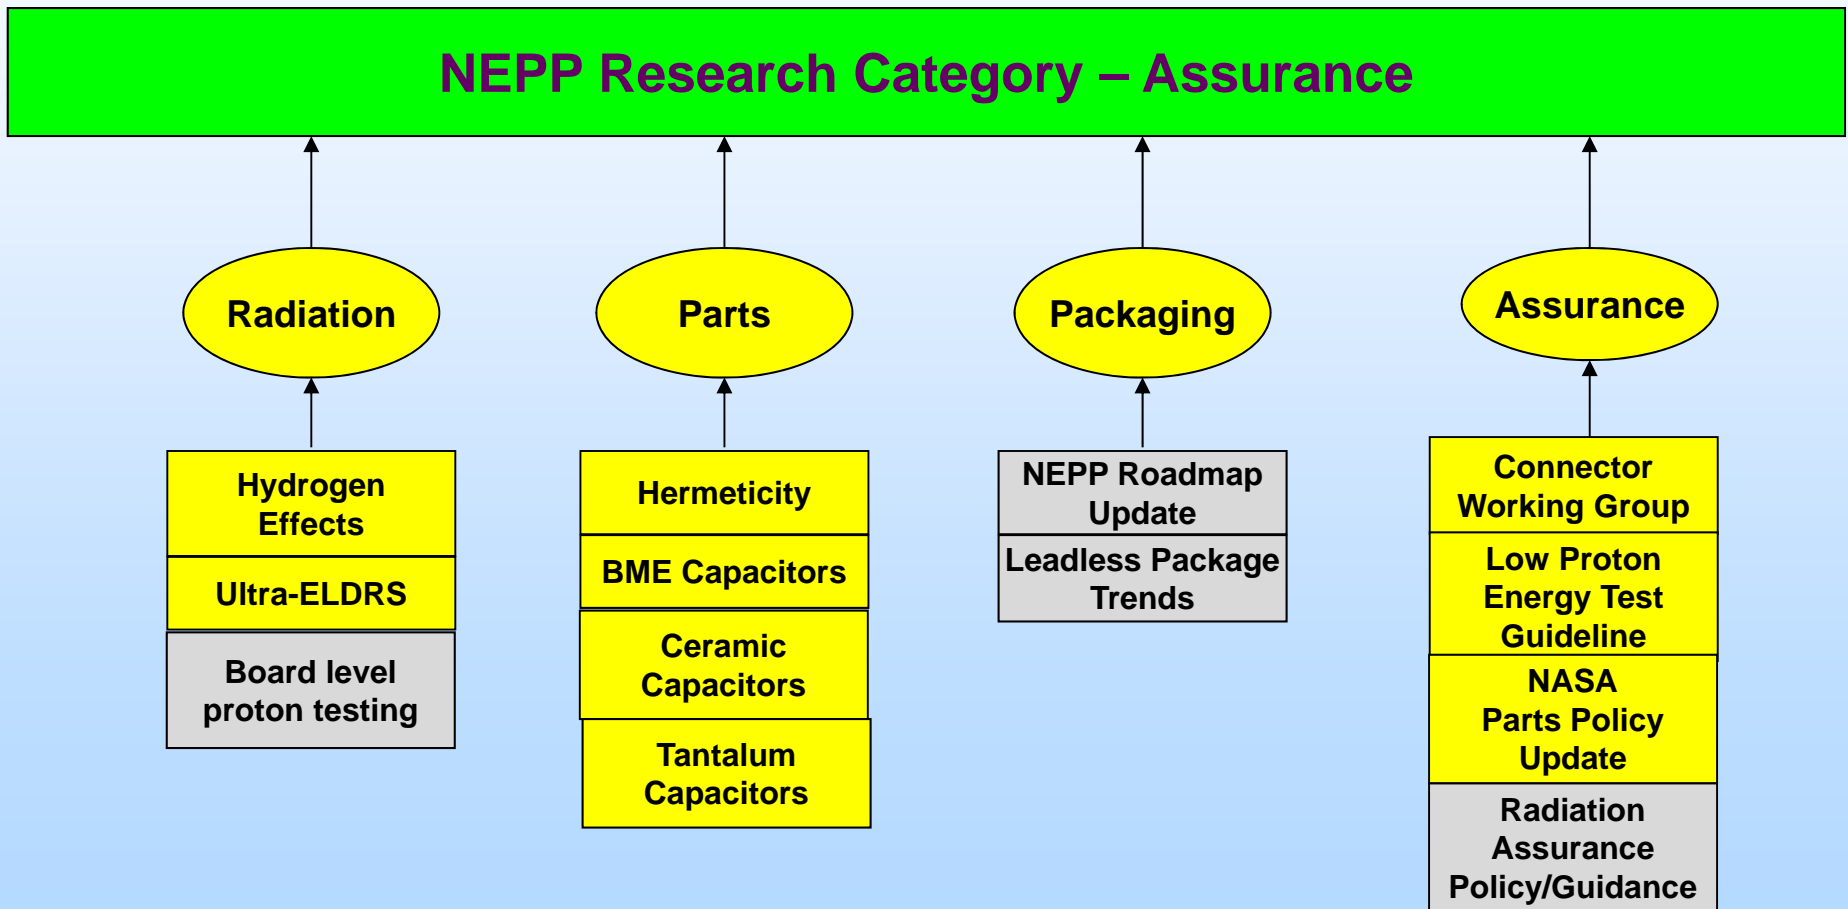 NEPP Research Category – Assurance
Radiation
Parts
Packaging
Assurance
Hydrogen
Effects
Ultra-ELDRS
Board level
proton testing
Hermeticity
BME Capacitors
Ceramic
Capacitors
Tantalum
Capacitors
NEPP Roadmap
Update
Leadless Package
Trends
Connector
Working Group
Low Proton
Energy Test
Guideline
NASA
Parts Policy
Update
Radiation
Assurance
Policy/Guidance